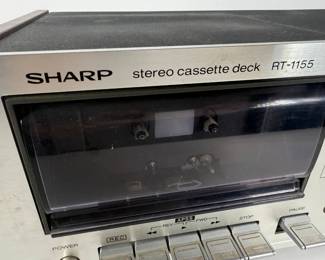 SHARP stereo cassette deck RT-1155
APSS
REV FWD
REC
STOP
PAUSE
POWER